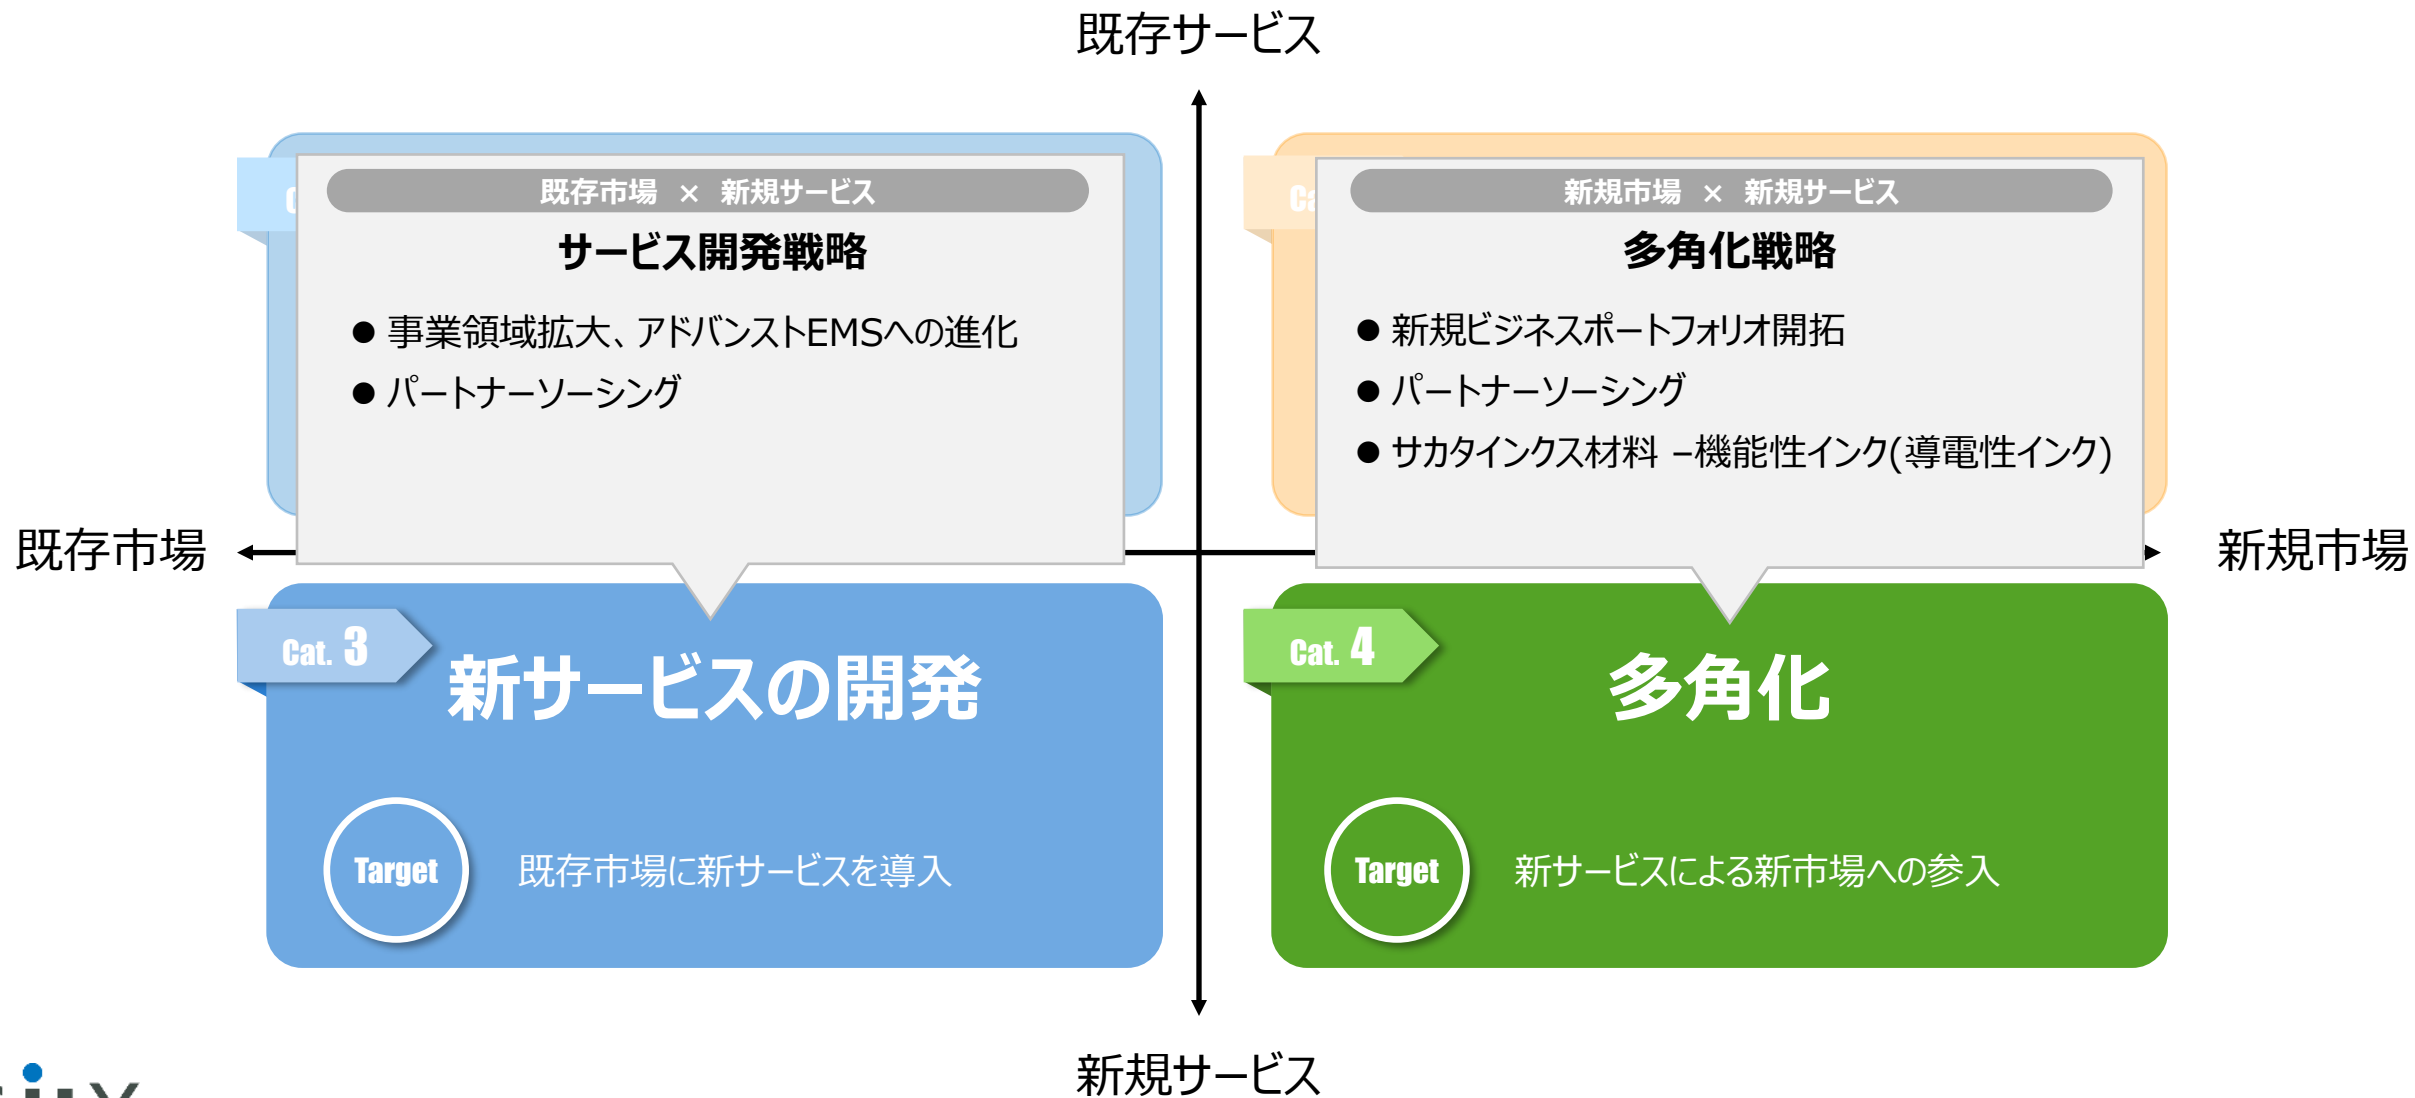 既存サービス
既存市場 × 新規サービス
サービス開発戦略
● 事業領域拡大、アドバンストEMSへの進化
● パートナーソーシング
新規市場 × 新規サービス
多角化戦略
● 新規ビジネスポートフォリオ開拓
● パートナーソーシング
● サカタインクス材料 –機能性インク(導電性インク)
既存市場
新規市場
Cat. 3
新サービスの開発
Target
既存市場に新サービスを導入
Cat. 4
多角化
Target
新サービスによる新市場への参入
新規サービス